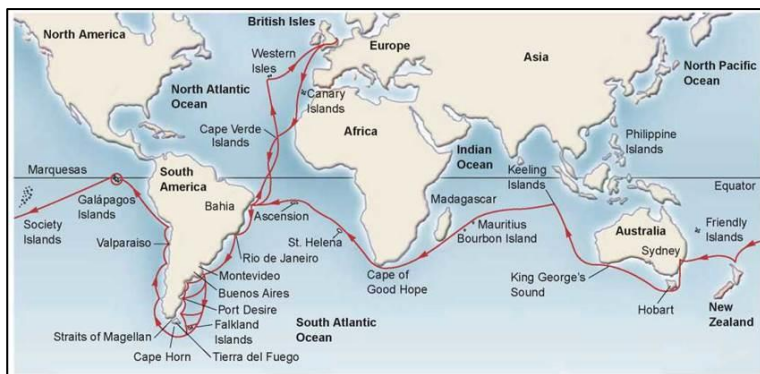 British Isles
North America
Western
Isles
Europe
Asia
North Pacific
Ocean
North Atlantic
Ocean
Canary
Islands
Cape Verde
Islands
Africa
Indian
Ocean
Philippine
Islands
Keeling
Islands
Marquesas
South
America
Equator
Galápagos
Islands
Bahia
Ascension
Madagascar
Society
Islands
Valparaiso
St. Helena
Mauritius
Bourbon Island
Australia
Sydney
Friendly
Islands
Rio de Janeiro
Montevideo
Buenos Aires
Port Desire
Falkland
Islands
Cape of
Good Hope
King George's
Sound
Hobart
New
Zealand
South Atlantic
Ocean
Straits of Magellan
Cape Horn
Tierra del Fuego